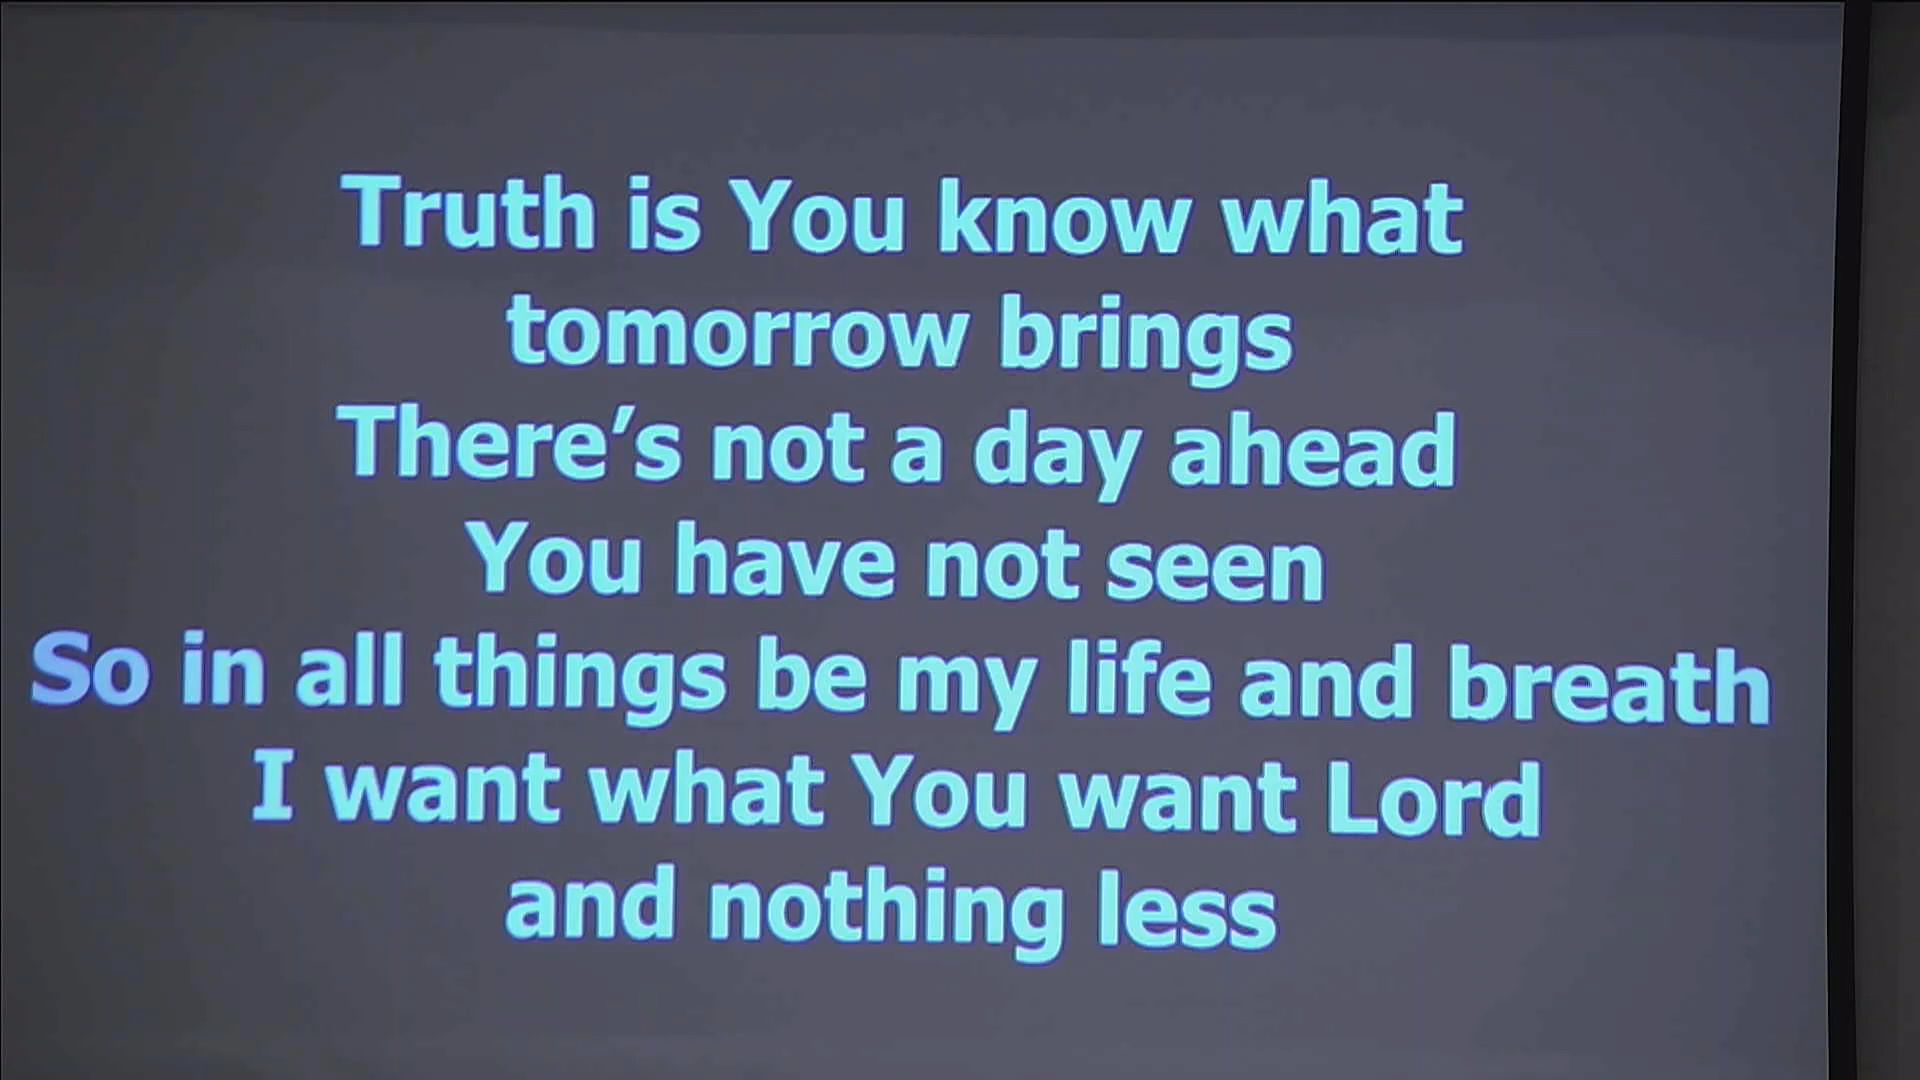 Truth is You know what
tomorrow brings
There’s not a day ahead
You have not seen
So in all things be my life and breath
I want what You want Lord
and nothing less